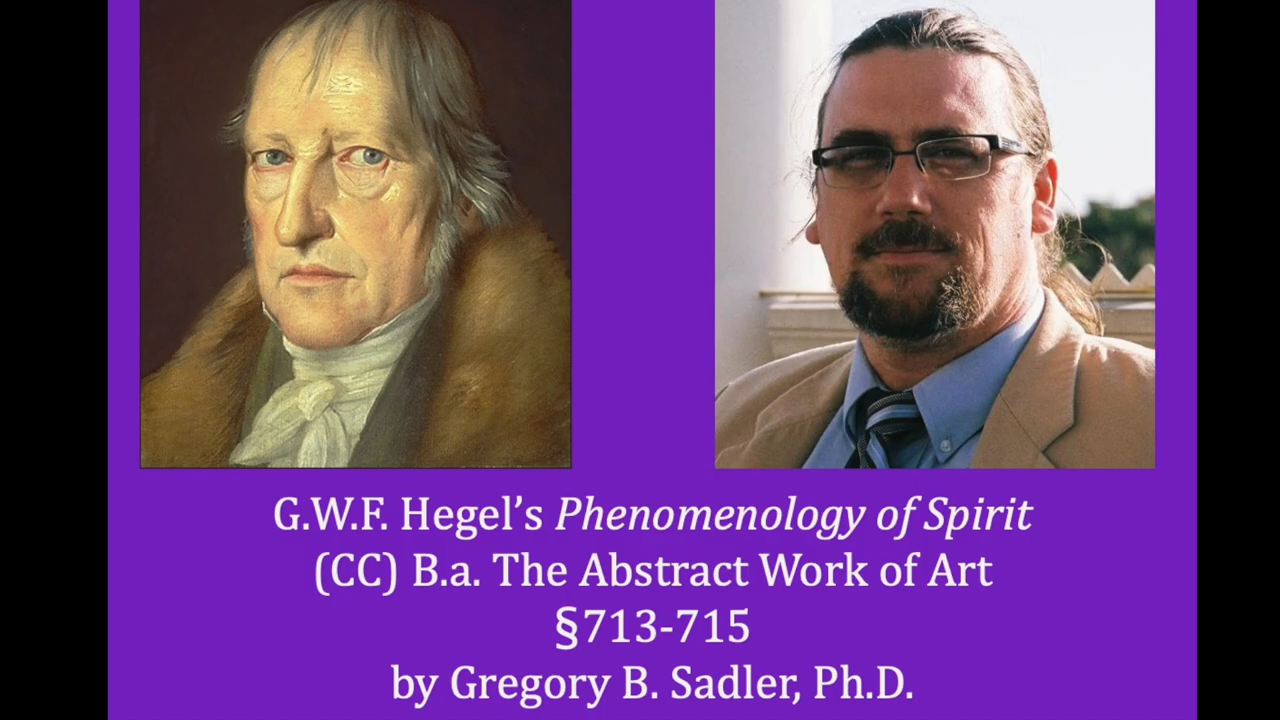 G.W.F. Hegel’s Phenomenology of Spirit
(CC) B.a. The Abstract Work of Art
§713-715
by Gregory B. Sadler, Ph.D.